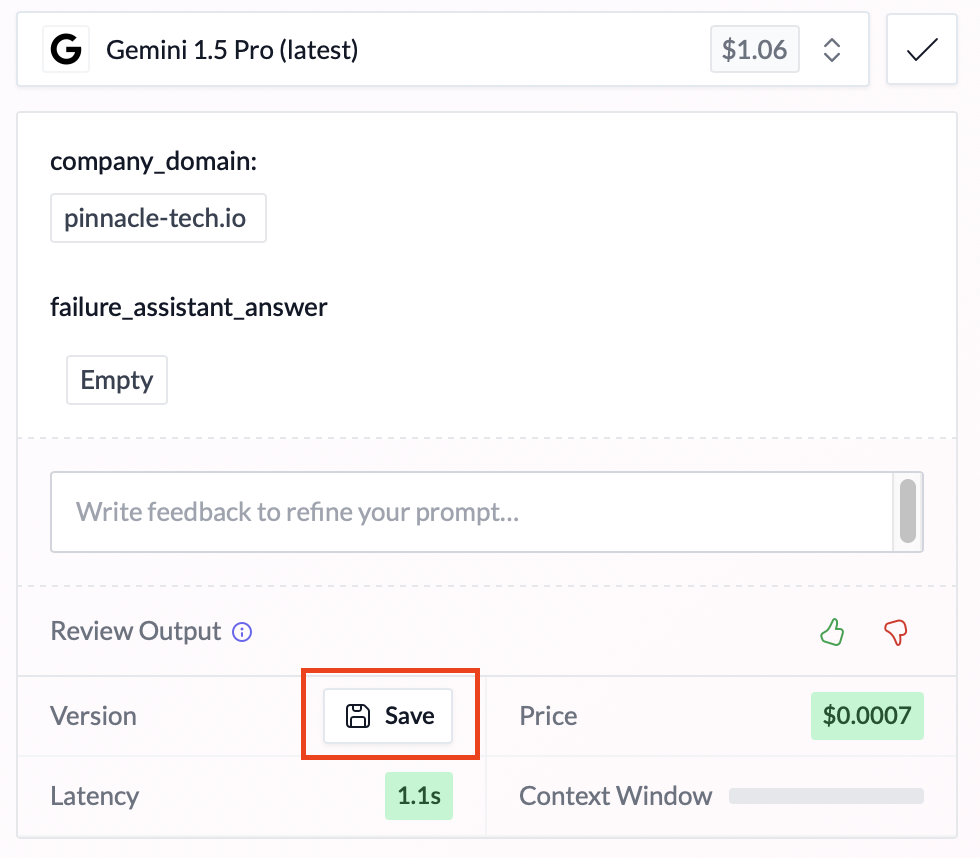 G Gemini 1.5 Pro (latest) $1.06
company_domain:
pinnacle-tech.io
failure_assistant_answer
Empty
Write feedback to refine your prompt...
Review Output
Version Save Price $0.0007
Latency 1.1s Context Window